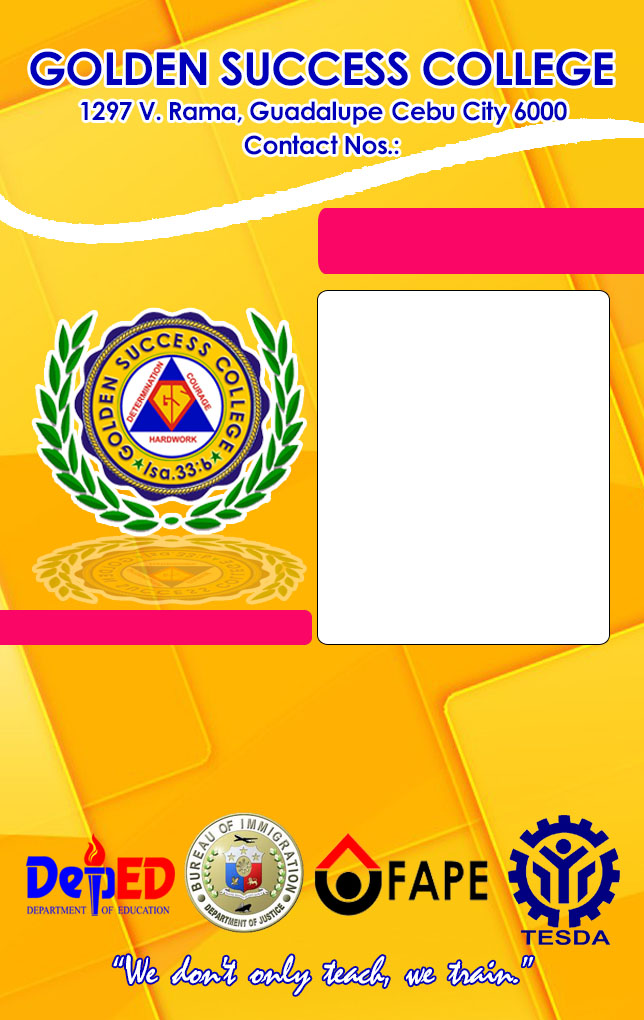 GOLDEN SUCCESS COLLEGE
1297 V. Rama, Guadalupe Cebu City 6000
Contact Nos.:
GOLDEN SUCCESS COLLEGE
DETERMINATION
COURAGE
HARDWORK
Isa.33:6
DepED
DEPARTMENT OF EDUCATION
BUREAU OF IMMIGRATION
DEPARTMENT OF JUSTICE
FAPE
TESDA
“We don't only teach, we train.”